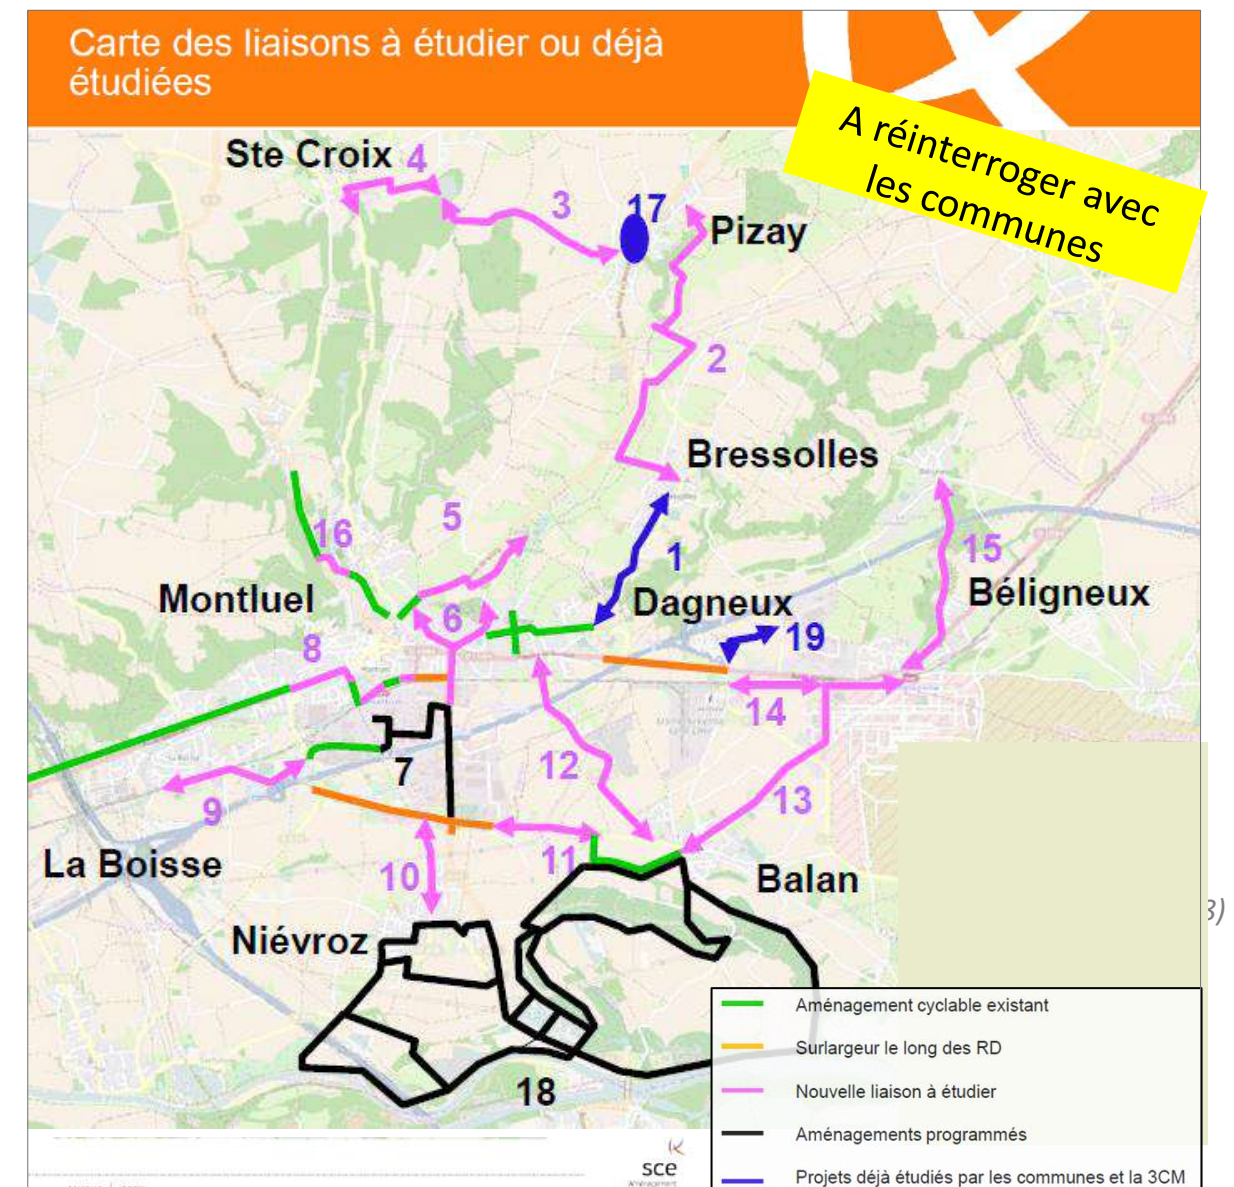 Carte des liaisons à étudier ou déjà
étudiées
A réinterroger avec
les communes
Ste Croix
4
3
17
Pizay
2
Bressolles
5
16
1
15
Montluel
6
Dagneux
Béligneux
8
19
14
12
7
13
9
La Boisse
11
10
Balan
Niévroz
18
3)
Aménagement cyclable existant
Surlargeur le long des RD
Nouvelle liaison à étudier
Aménagements programmés
Projets déjà étudiés par les communes et la 3CM
sce